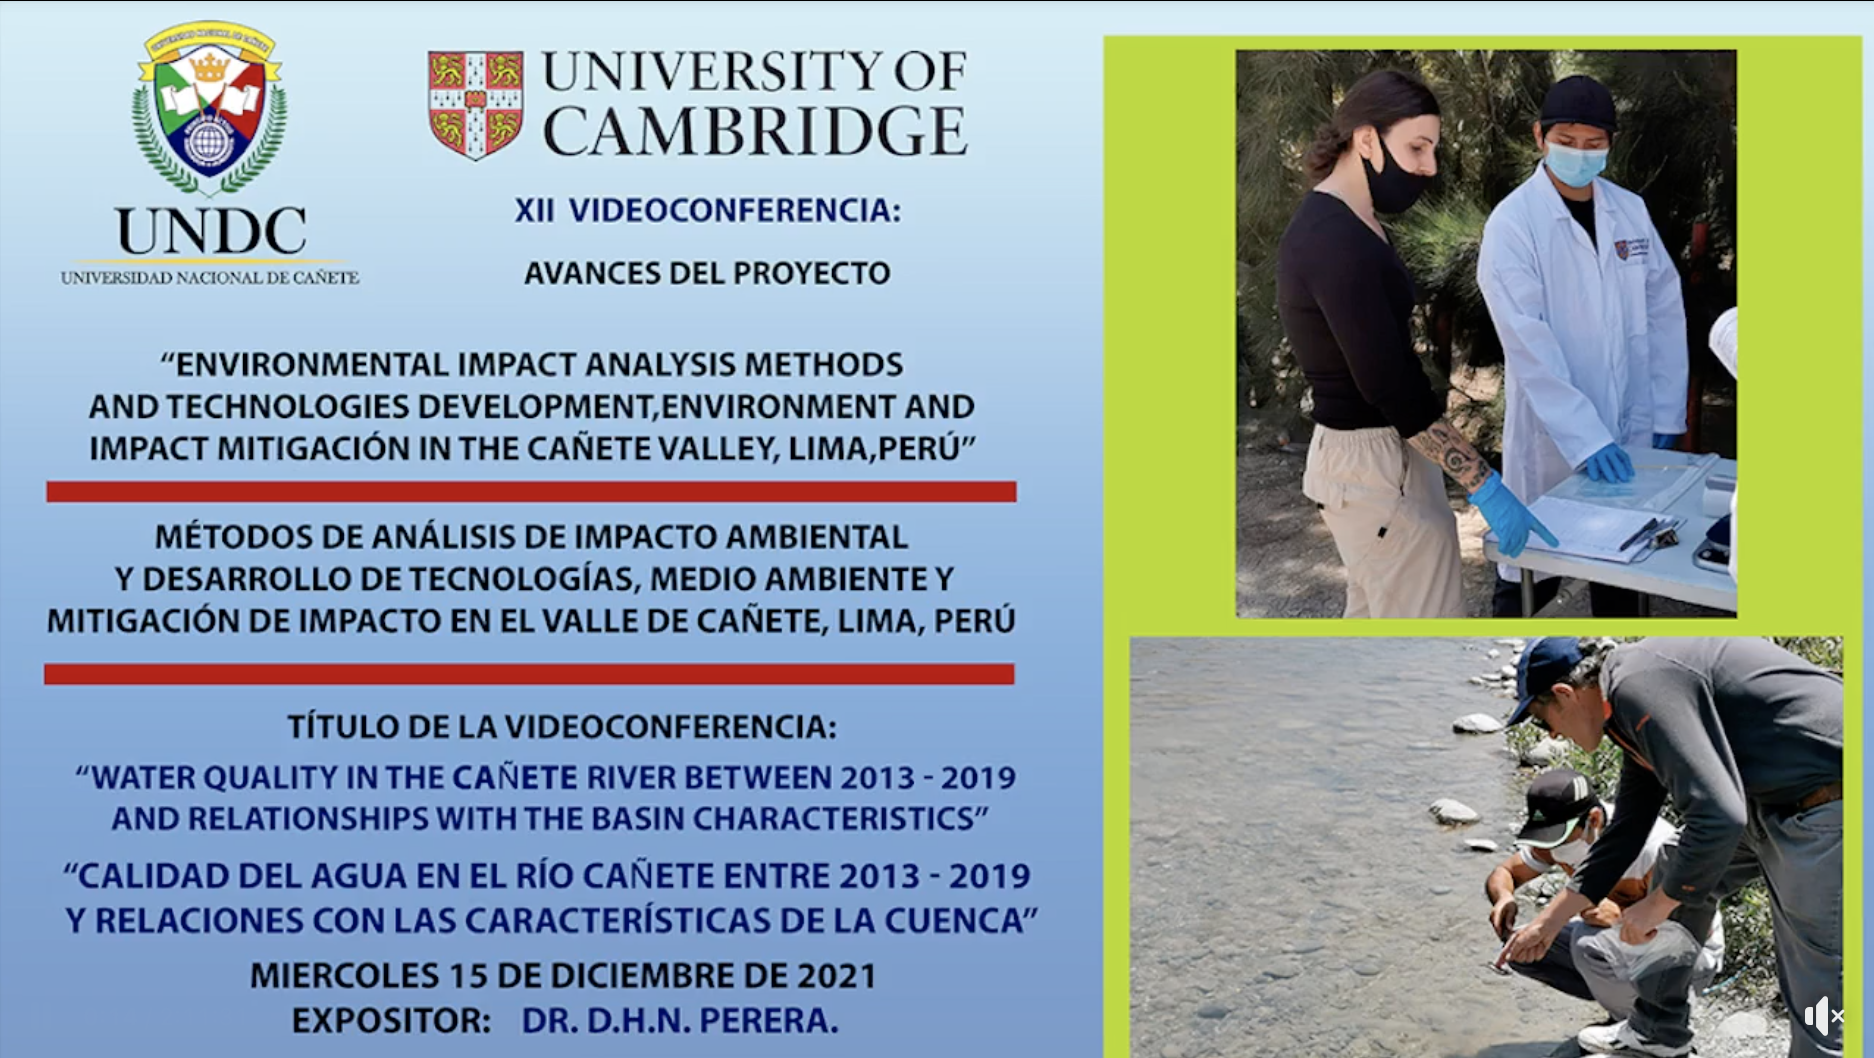 UNIVERSIDAD NACIONAL DE CAÑETE
UNDC
UNIVERSIDAD NACIONAL DE CAÑETE
UNIVERSITY OF
CAMBRIDGE
XII VIDEOCONFERENCIA:
AVANCES DEL PROYECTO
“ENVIRONMENTAL IMPACT ANALYSIS METHODS
AND TECHNOLOGIES DEVELOPMENT,ENVIRONMENT AND
IMPACT MITIGACIÓN IN THE CAÑETE VALLEY, LIMA,PERÚ”
MÉTODOS DE ANÁLISIS DE IMPACTO AMBIENTAL
Y DESARROLLO DE TECNOLOGÍAS, MEDIO AMBIENTE Y
MITIGACIÓN DE IMPACTO EN EL VALLE DE CAÑETE, LIMA, PERÚ
TÍTULO DE LA VIDEOCONFERENCIA:
“WATER QUALITY IN THE CAÑETE RIVER BETWEEN 2013 - 2019
AND RELATIONSHIPS WITH THE BASIN CHARACTERISTICS”
“CALIDAD DEL AGUA EN EL RÍO CAÑETE ENTRE 2013 - 2019
Y RELACIONES CON LAS CARACTERÍSTICAS DE LA CUENCA”
MIERCOLES 15 DE DICIEMBRE DE 2021
EXPOSITOR: DR. D.H.N. PERERA.